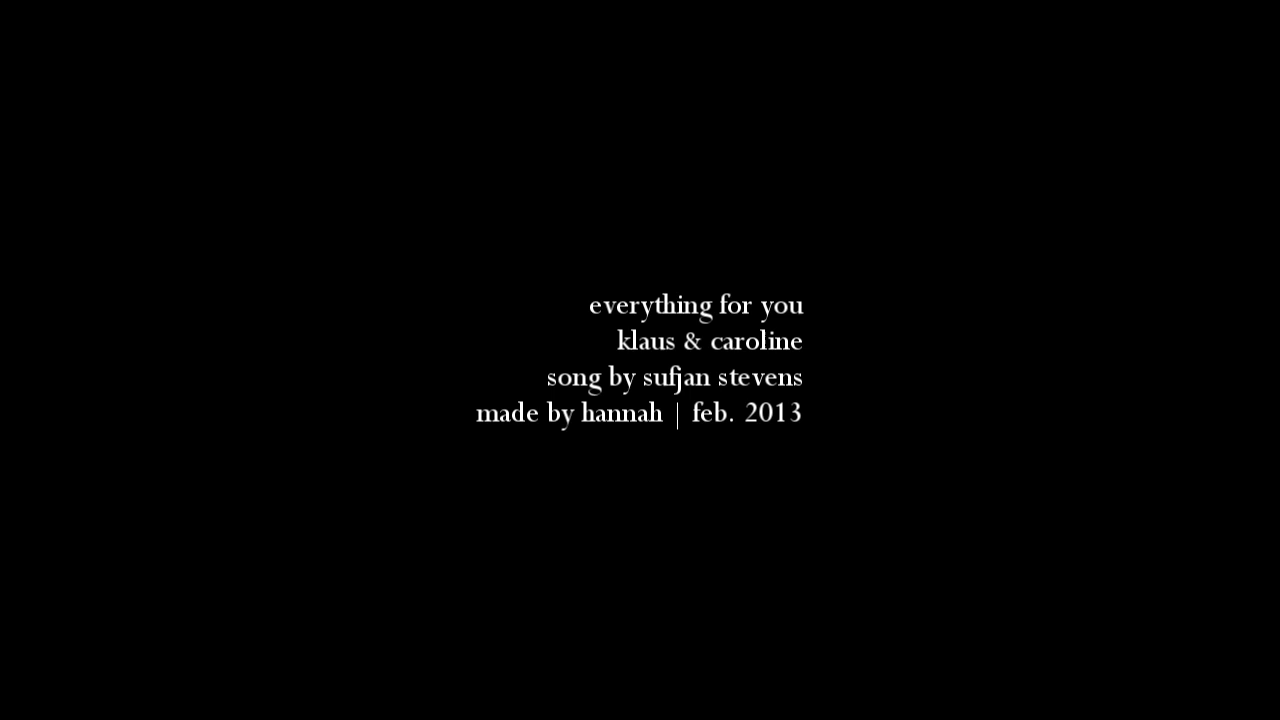 everything for you
klaus & caroline
song by sufjan stevens
made by hannah | feb. 2013